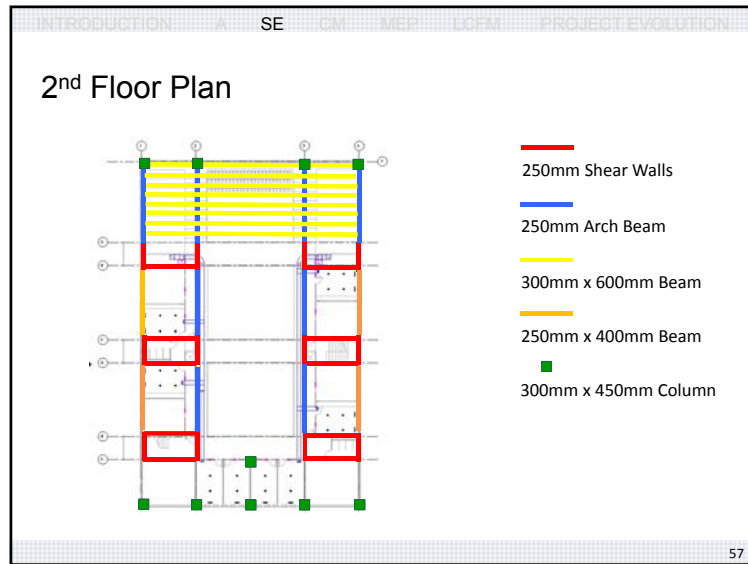 INTRODUCTION A SE CM MEP LCFM PROJECT EVOLUTION
2nd Floor Plan
250mm Shear Walls
250mm Arch Beam
300mm x 600mm Beam
250mm x 400mm Beam
300mm x 450mm Column
57